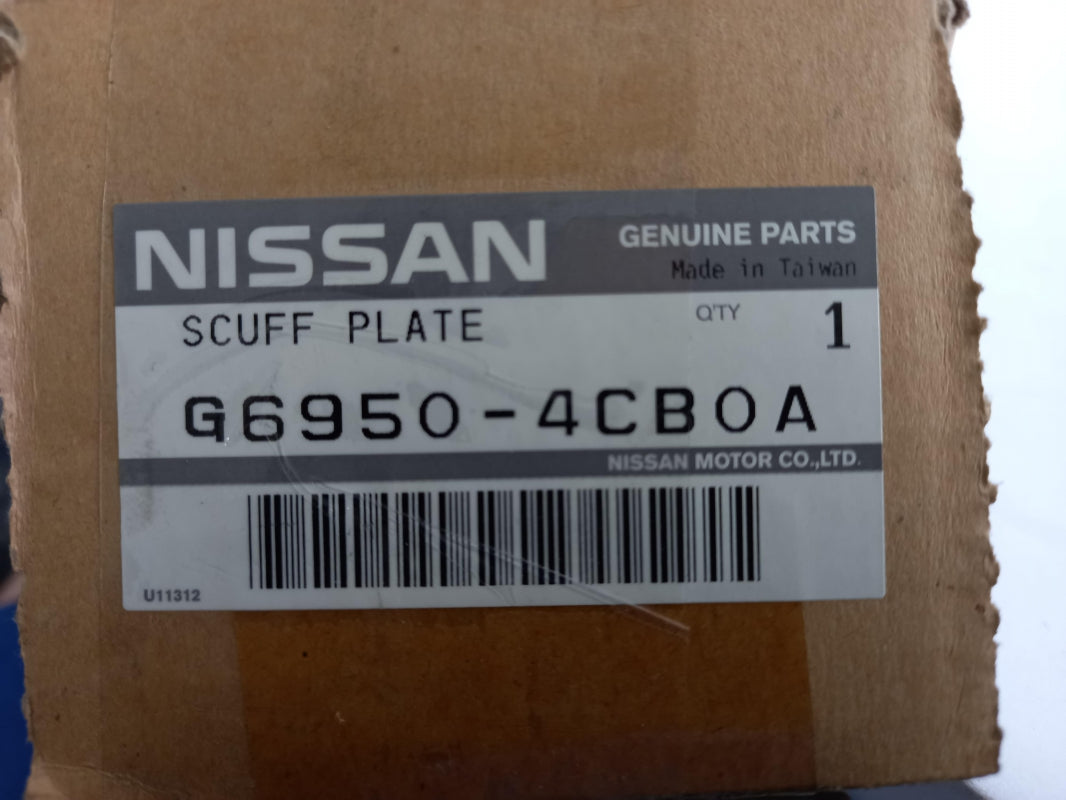 NISSAN
GENUINE PARTS
Made in Taiwan
SCUFF PLATE
Q'TY 1
G6950-4CB0A
NISSAN MOTOR CO.,LTD.
U11312